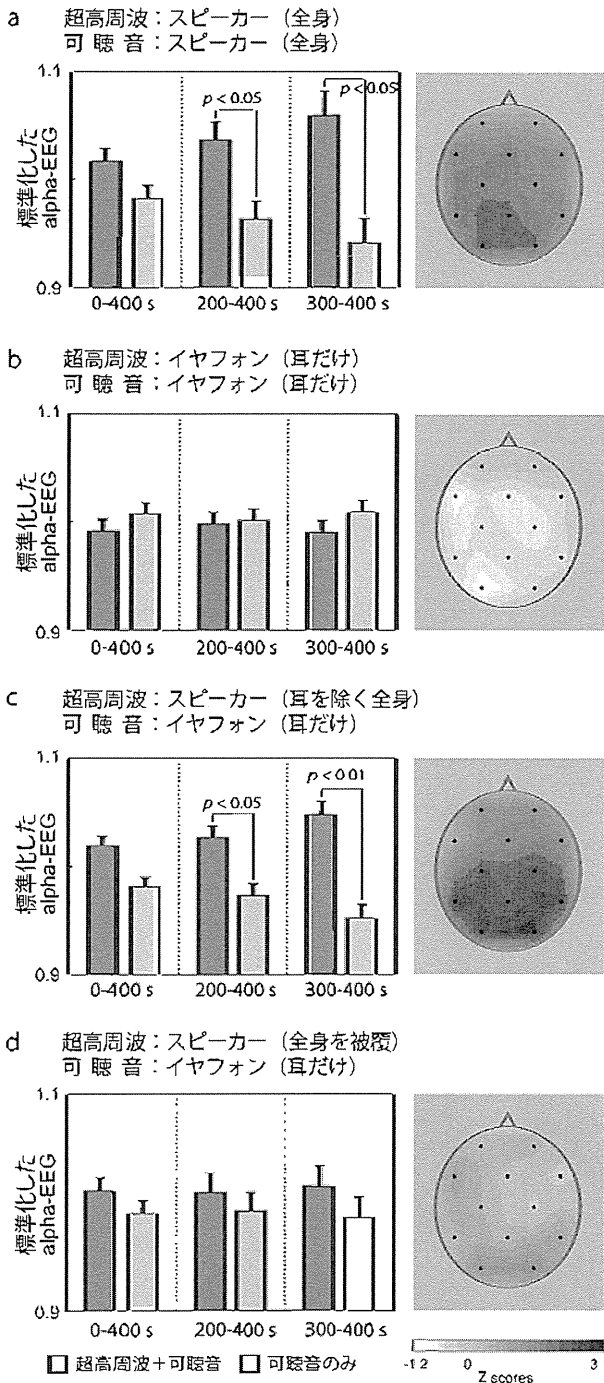 a 超高周波：スピーカー（全身）
可 聴 音：スピーカー（全身）
1.1
0.9
標準化した
alpha-EEG
p < 0.05
p < 0.05
0-400 s
200-400 s
300-400 s
b 超高周波：イヤフォン（耳だけ）
可 聴 音：イヤフォン（耳だけ）
1.1
0.9
標準化した
alpha-EEG
0-400 s
200-400 s
300-400 s
c 超高周波：スピーカー（耳を除く全身）
可 聴 音：イヤフォン（耳だけ）
1.1
0.9
標準化した
alpha-EEG
p < 0.05
p < 0.01
0-400 s
200-400 s
300-400 s
d 超高周波：スピーカー（全身を被覆）
可 聴 音：イヤフォン（耳だけ）
1.1
0.9
標準化した
alpha-EEG
0-400 s
200-400 s
300-400 s
超高周波＋可聴音 可聴音のみ
-1.2 0 3
Z scores